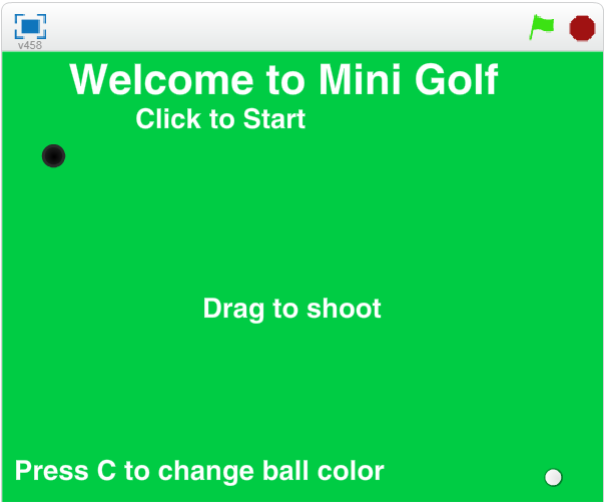 v458
Welcome to Mini Golf
Click to Start
Drag to shoot
Press C to change ball color